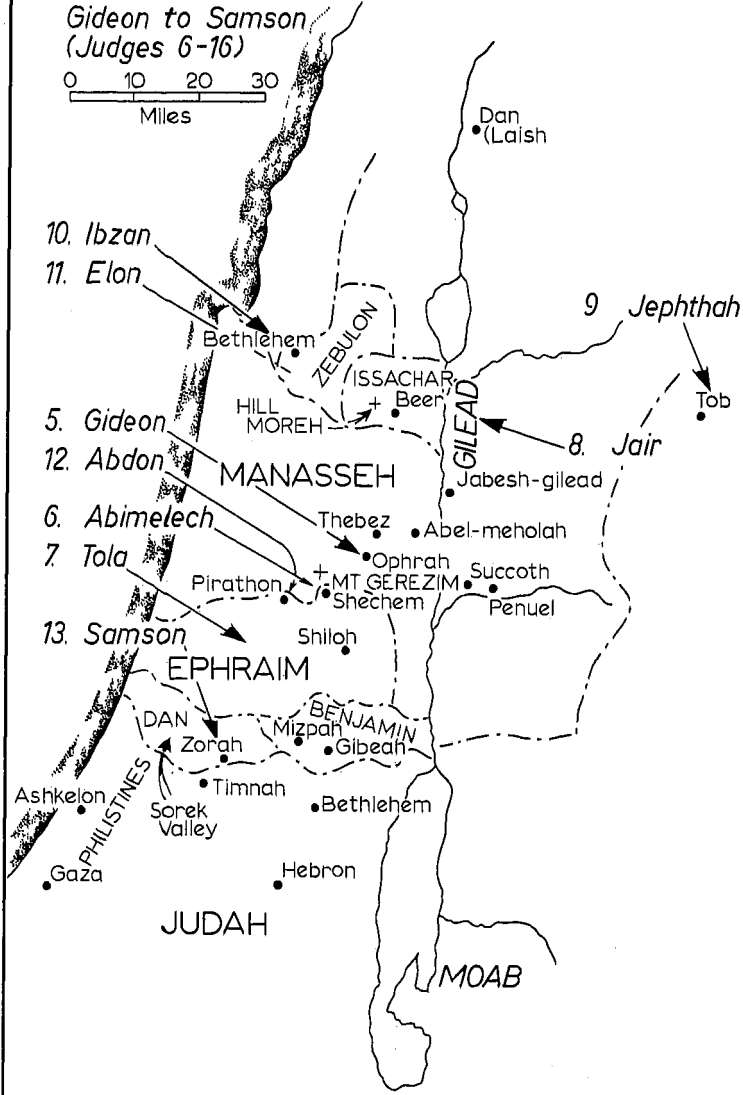 Gideon to Samson
(Judges 6-16)
0 10 20 30
Miles
Dan
(Laish
10. Ibzan
11. Elon
9 Jephthah
Bethlehem
ZEBULON
ISSACHAR
Beer
HILL
MOREH
GILEAD
Tob
5. Gideon
8. Jair
12. Abdon
MANASSEH
Jabesh-gilead
6. Abimelech
Thebez
Abel-meholah
7. Tola
Ophrah
MT GEREZIM
Succoth
Pirathon
Shechem
Penuel
13. Samson
Shiloh
EPHRAIM
DAN
BENJAMIN
Mizpah
Zorah
Gibeah
Timnah
Ashkelon
PHILISTINES
Sorek
Valley
Bethlehem
Gaza
Hebron
JUDAH
MOAB